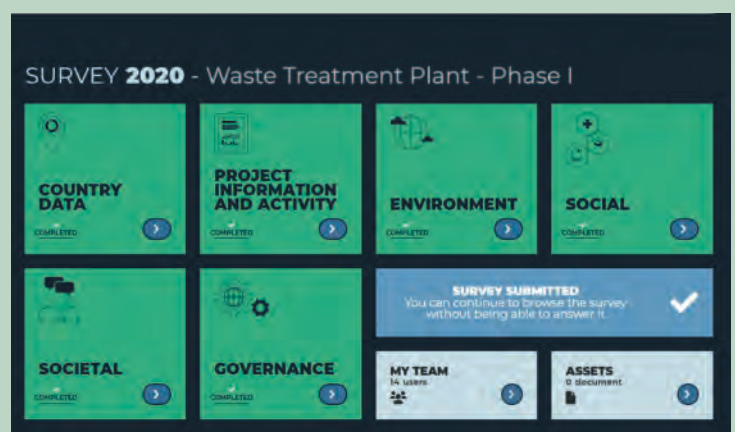 SURVEY 2020 - Waste Treatment Plant - Phase I
COUNTRY
DATA
COMPLETED
PROJECT
INFORMATION
AND ACTIVITY
COMPLETED
ENVIRONMENT
COMPLETED
SOCIAL
COMPLETED
SOCIETAL
COMPLETED
GOVERNANCE
COMPLETED
SURVEY SUBMITTED
You can continue to browse the survey
without being able to answer it.
MY TEAM
14 users
ASSETS
0 document